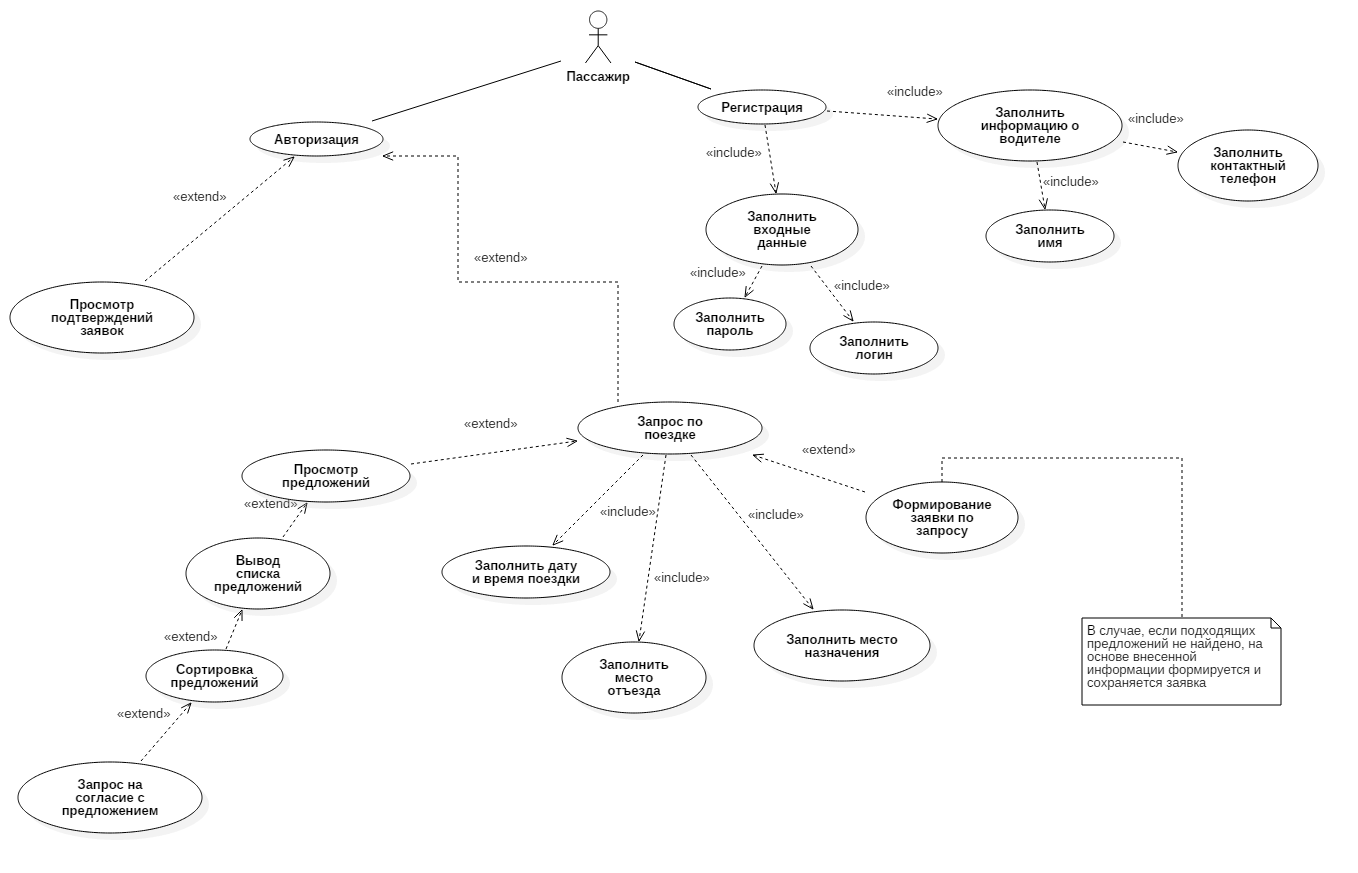 Пассажир
Авторизация
Регистрация
«include»
Заполнить
информацию о
водителе
«include»
Заполнить
контактный
телефон
«include»
Заполнить
имя
«include»
Заполнить
входные
данные
«include»
Заполнить
пароль
«include»
Заполнить
логин
«extend»
Просмотр
подтверждений
заявок
«extend»
Запрос по
поездке
«extend»
Просмотр
предложений
«extend»
Вывод
списка
предложений
«extend»
Сортировка
предложений
«extend»
Запрос на
согласие с
предложением
«include»
Заполнить дату
и время поездки
«include»
Заполнить
место
отъезда
«include»
Заполнить место
назначения
«extend»
Формирование
заявки по
запросу
В случае, если подходящих
предложений не найдено, на
основе внесенной
информации формируется и
сохраняется заявка